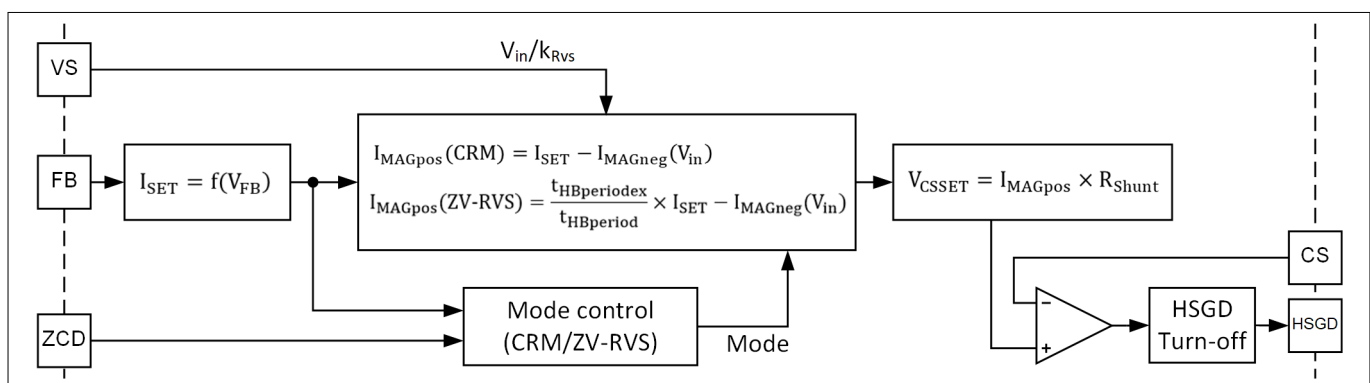 V_in/k_Rvs
VS
I_MAGpos(CRM) = I_SET − I_MAGneg(V_in)
FB
I_SET = f(V_FB)
I_MAGpos(ZV-RVS) = t_HBperiodex / t_HBperiod × I_SET − I_MAGneg(V_in)
V_CSSET = I_MAGpos × R_Shunt
CS
−
Mode control
(CRM/ZV-RVS)
HSGD
Turn-off
HSGD
ZCD
Mode
+